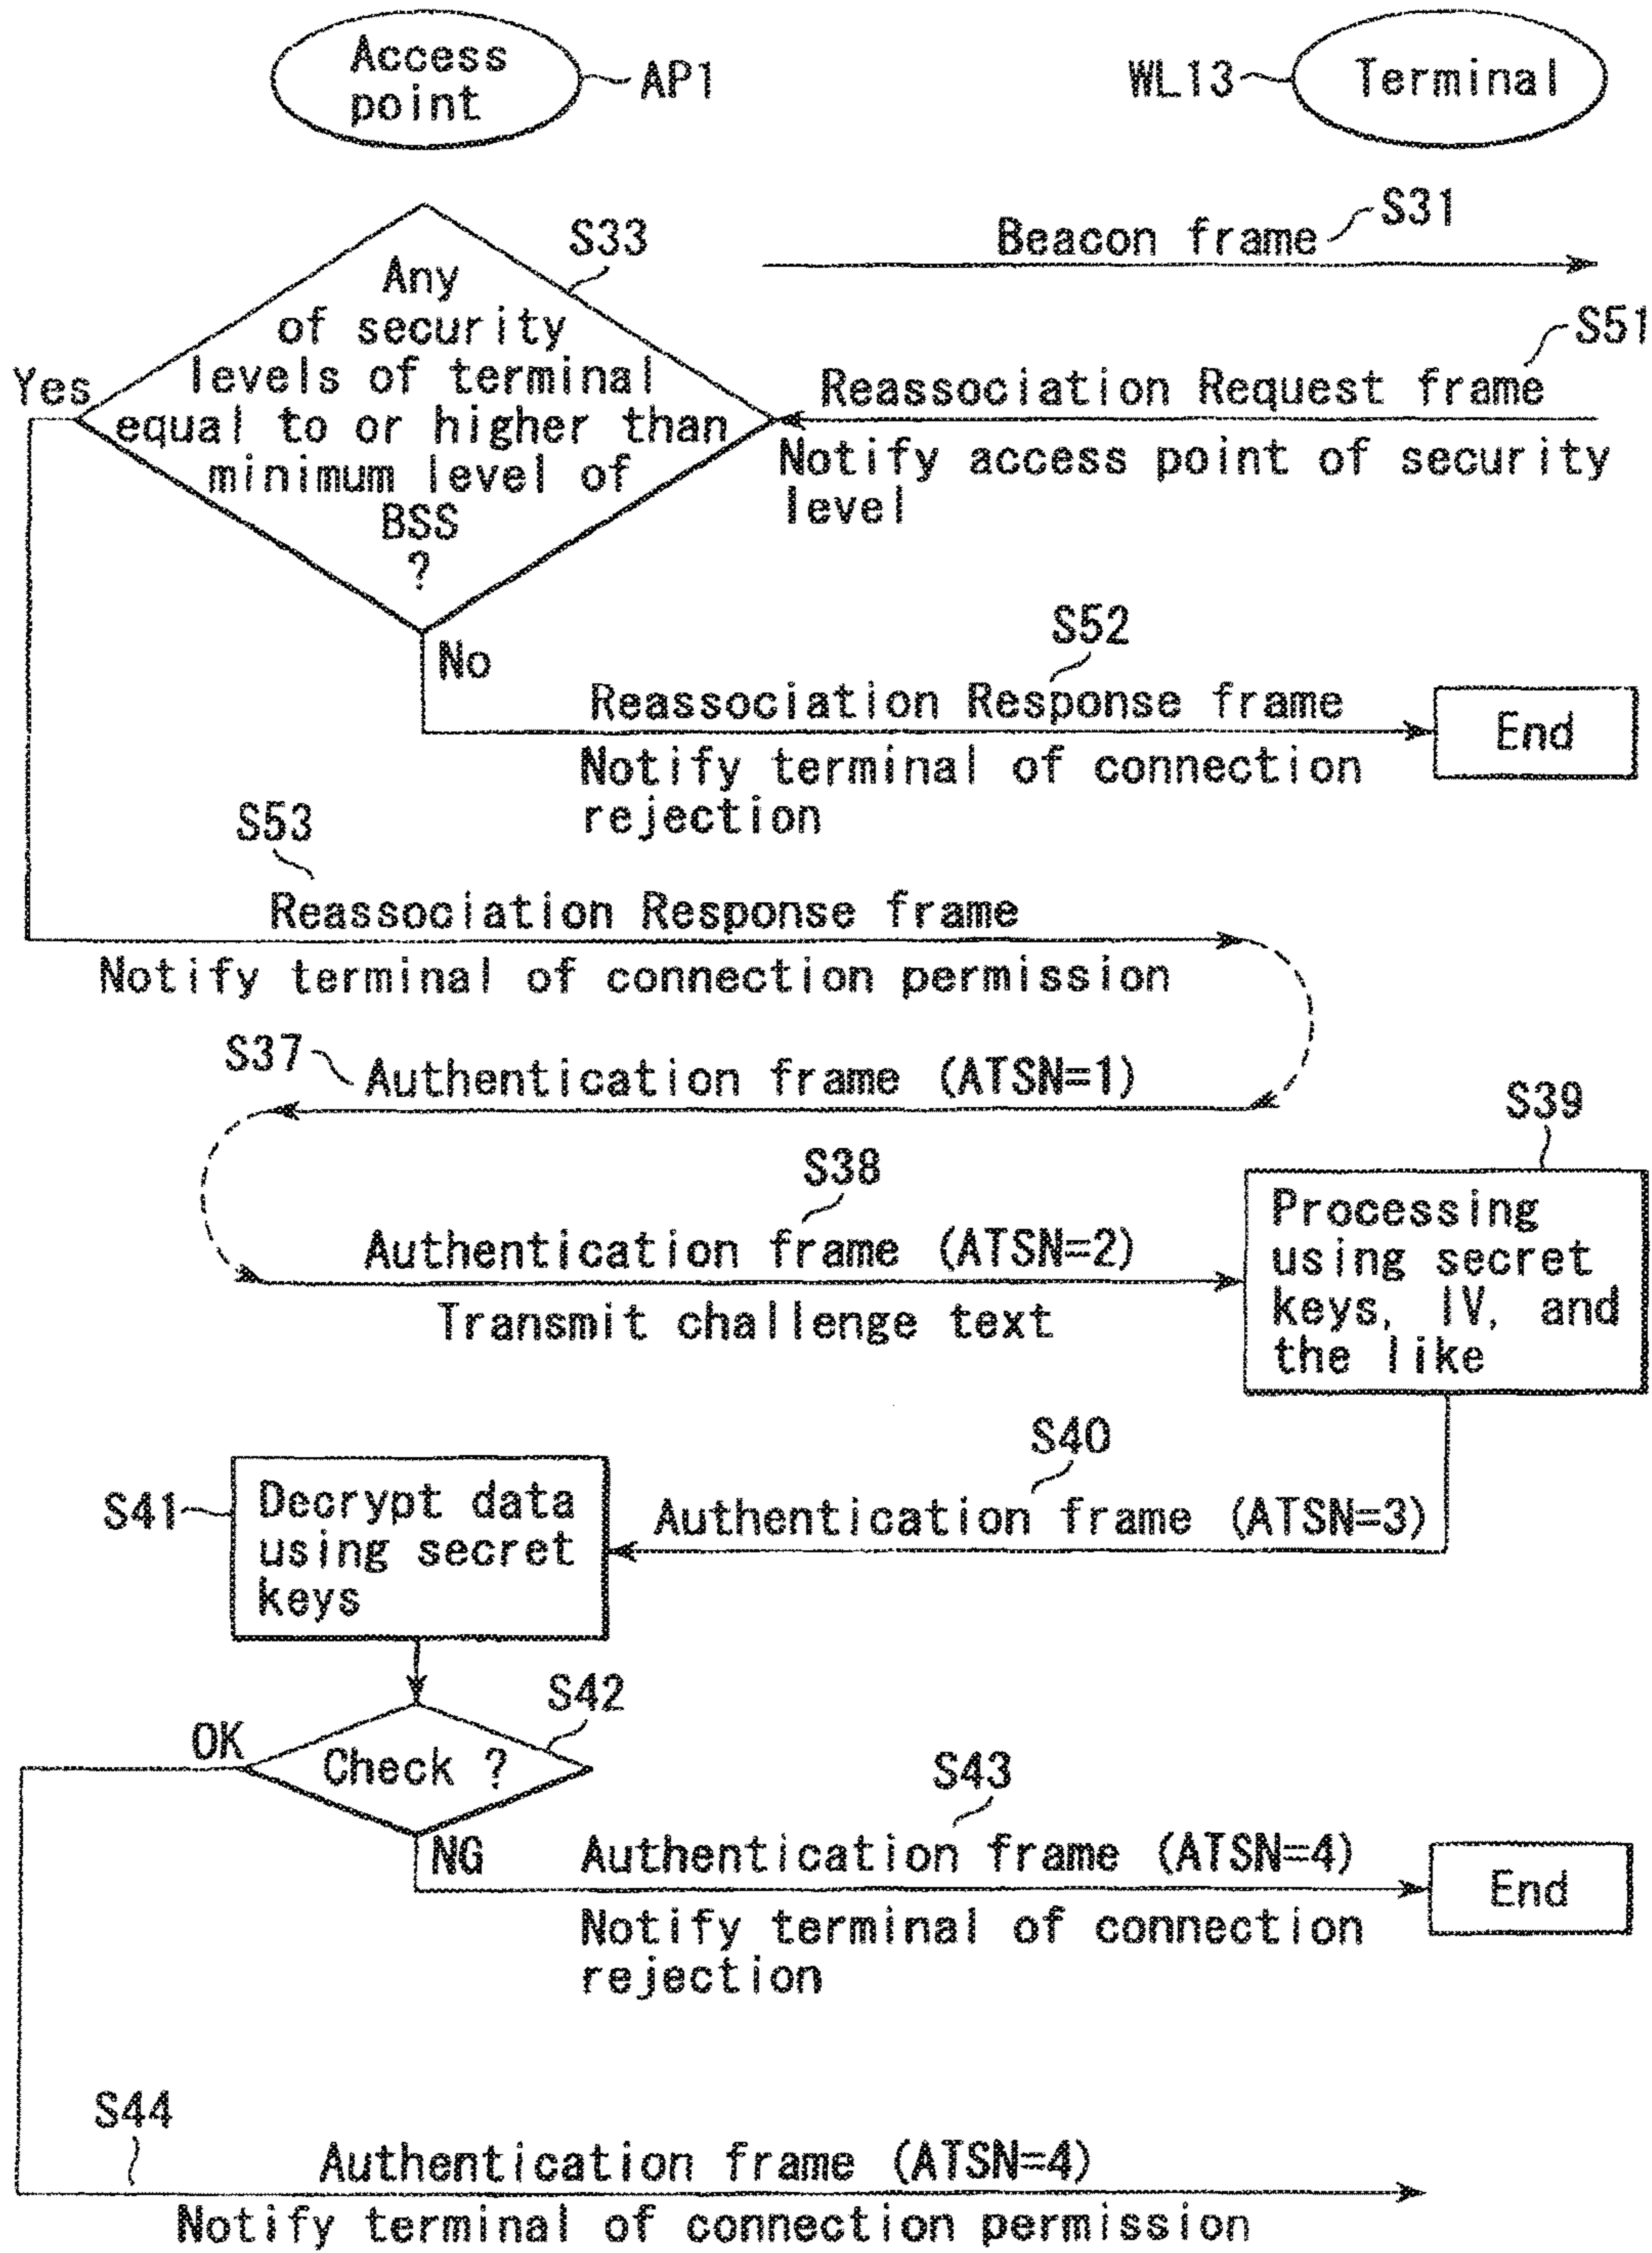 Access
point
AP1
WL13
Terminal
S31
Beacon frame
S33
Any
of security
levels of terminal
equal to or higher than
minimum level of
BSS
?
Yes
S51
Reassociation Request frame
Notify access point of security
level
No
S52
Reassociation Response frame
Notify terminal of connection
rejection
End
S53
Reassociation Response frame
Notify terminal of connection permission
S37
Authentication frame (ATSN=1)
S38
Authentication frame (ATSN=2)
Transmit challenge text
S39
Processing
using secret
keys, IV, and
the like
S40
Authentication frame (ATSN=3)
S41
Decrypt data
using secret
keys
S42
Check ?
OK
NG
S43
Authentication frame (ATSN=4)
Notify terminal of connection
rejection
End
S44
Authentication frame (ATSN=4)
Notify terminal of connection permission